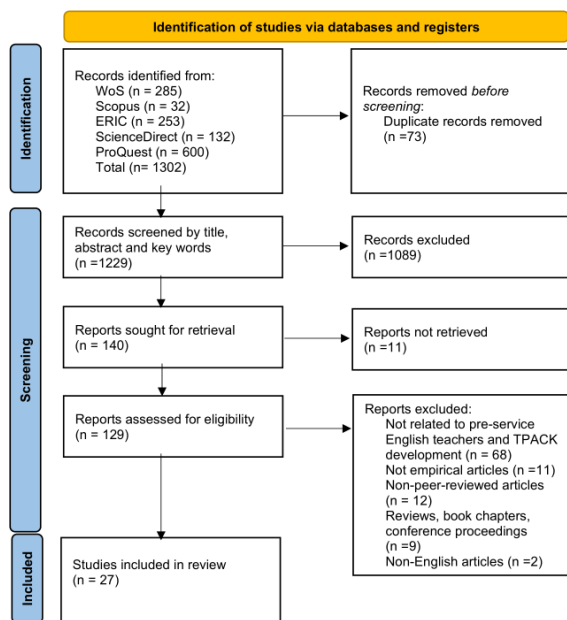 Identification of studies via databases and registers
Identification
Records identified from:
WoS (n = 285)
Scopus (n = 32)
ERIC (n = 253)
ScienceDirect (n = 132)
ProQuest (n = 600)
Total (n= 1302)
Records removed before
screening:
Duplicate records removed
(n =73)
Screening
Records screened by title,
abstract and key words
(n =1229)
Records excluded
(n =1089)
Reports sought for retrieval
(n = 140)
Reports not retrieved
(n =11)
Reports assessed for eligibility
(n = 129)
Reports excluded:
Not related to pre-service
English teachers and TPACK
development (n = 68)
Not empirical articles (n =11)
Non-peer-reviewed articles
(n = 12)
Reviews, book chapters,
conference proceedings
(n =9)
Non-English articles (n =2)
Included
Studies included in review
(n = 27)